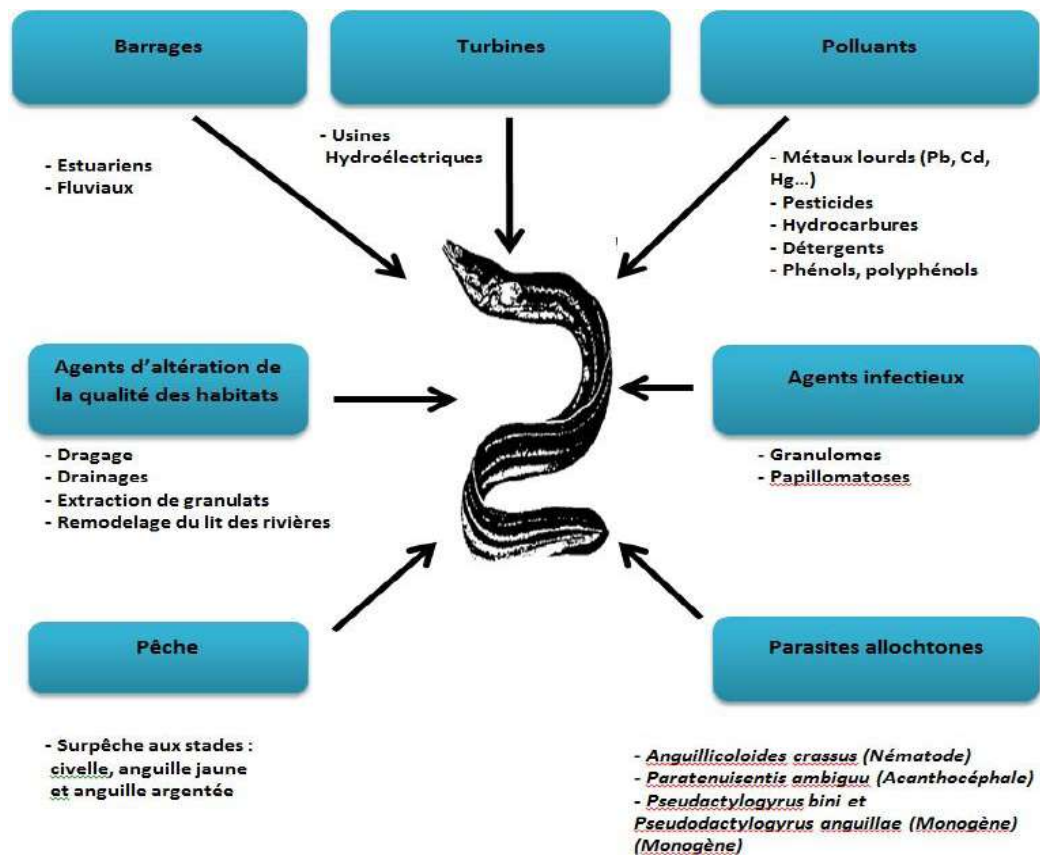 Barrages
Turbines
Polluants
- Estuariens
- Fluviaux
- Usines
Hydroélectriques
- Métaux lourds (Pb, Cd,
Hg...)
- Pesticides
- Hydrocarbures
- Détergents
- Phénols, polyphénols
Agents d'altération de
la qualité des habitats
- Dragage
- Drainages
- Extraction de granulats
- Remodelage du lit des rivières
Agents infectieux
- Granulomes
- Papillomatoses
Pêche
- Surpêche aux stades :
civelle, anguille jaune
et anguille argentée
Parasites allochtones
- Anguillicoloides crassus (Nématode)
- Paratenuisentis ambiguu (Acanthocéphale)
- Pseudactylogyrus bini et
Pseudodactylogyrus anguillae (Monogène)
(Monogène)